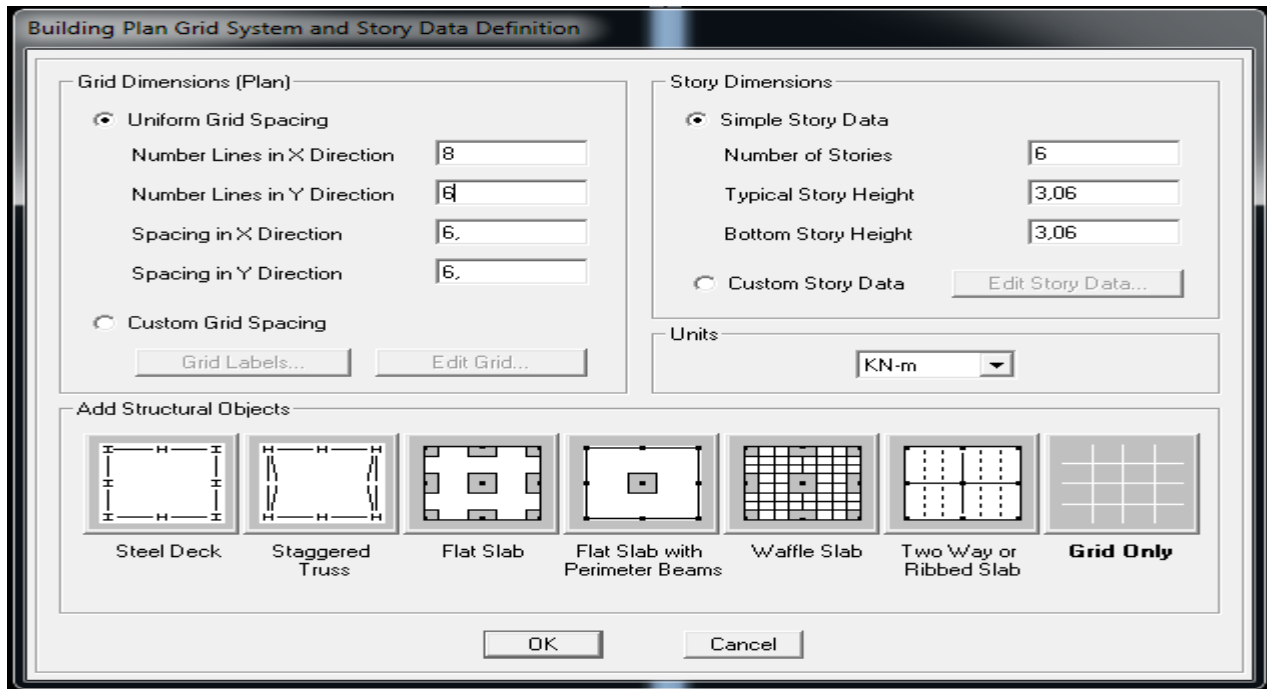 Building Plan Grid System and Story Data Definition
Grid Dimensions (Plan)
Uniform Grid Spacing
Number Lines in X Direction 8
Number Lines in Y Direction 6
Spacing in X Direction 6,
Spacing in Y Direction 6,
Custom Grid Spacing
Grid Labels... Edit Grid...
Story Dimensions
Simple Story Data
Number of Stories 6
Typical Story Height 3,06
Bottom Story Height 3,06
Custom Story Data Edit Story Data...
Units
KN-m
Add Structural Objects
Steel Deck
Staggered
Truss
Flat Slab
Flat Slab with
Perimeter Beams
Waffle Slab
Two Way or
Ribbed Slab
Grid Only
OK Cancel